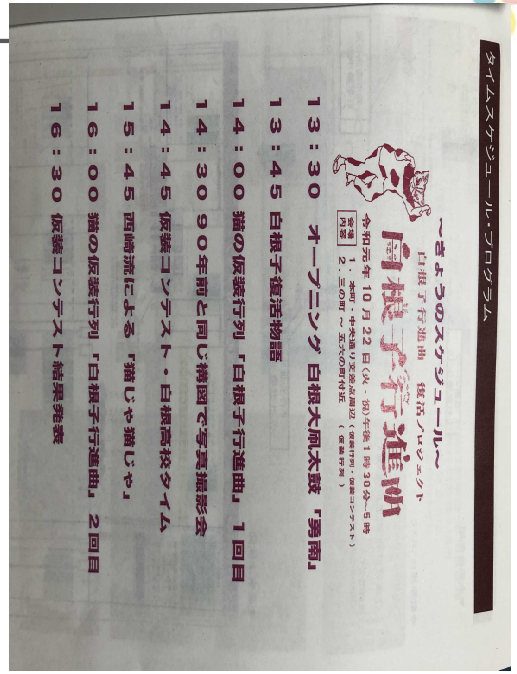 タイムスケジュール・プログラム
～きょうのスケジュール～
白根子行進曲 復活プロジェクト
白根子行進曲
令和元年10月22日(火・祝)午後1時30分～5時
会場
内容
1．本町・中央通り交差点周辺(仮装行列・仮装コンテスト)
2．三の町～五六の町付近 (仮装行列)
13:30 オープニング 白根大凧太鼓「勇南」
13:45 白根子復活物語
14:00 猫の仮装行列「白根子行進曲」1回目
14:30 90年前と同じ構図で写真撮影会
14:45 仮装コンテスト・白根高校タイム
15:45 西崎流による「猫じゃ猫じゃ」
16:00 猫の仮装行列「白根子行進曲」2回目
16:30 仮装コンテスト結果発表